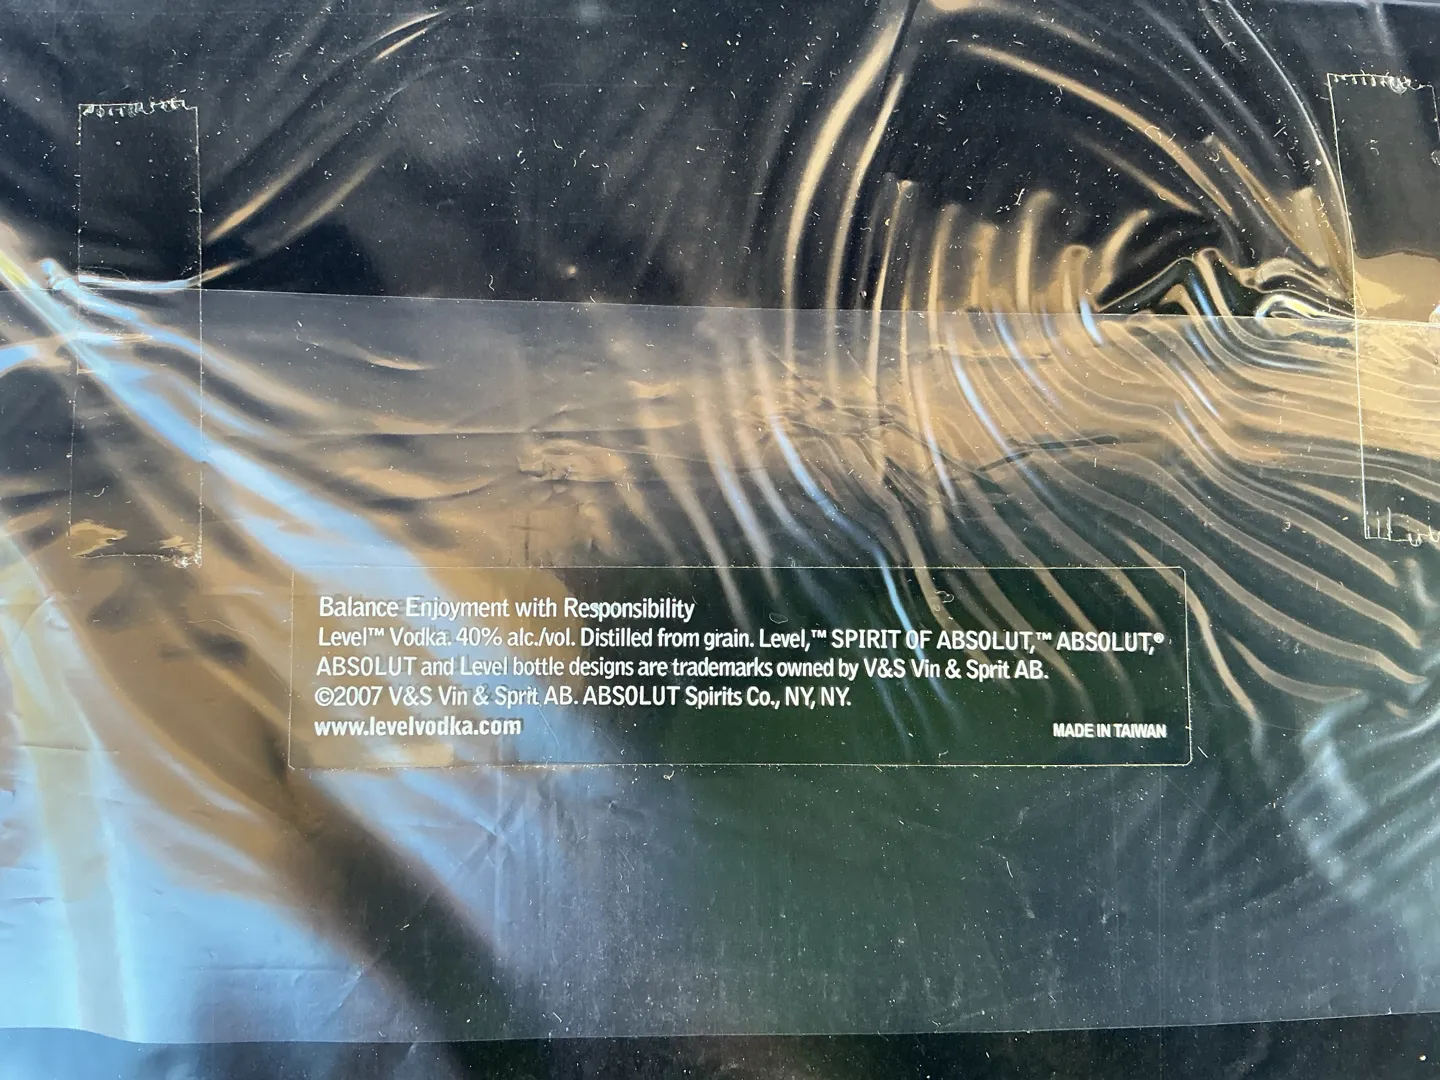 Balance Enjoyment with Responsibility
Level™ Vodka. 40% alc./vol. Distilled from grain. Level,™ SPIRIT OF ABSOLUT,™ ABSOLUT,®
ABSOLUT and Level bottle designs are trademarks owned by V&S Vin & Sprit AB.
©2007 V&S Vin & Sprit AB. ABSOLUT Spirits Co., NY, NY.
www.levelvodka.com
MADE IN TAIWAN